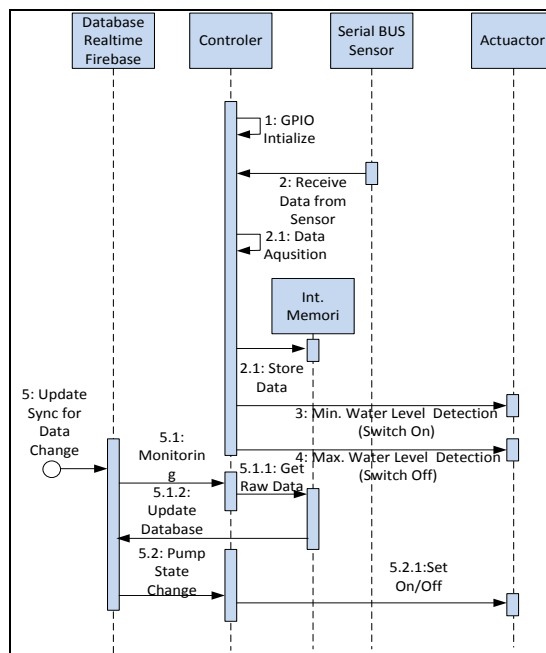 Database
Realtime
Firebase
Controler
Serial BUS
Sensor
Actuactor
1: GPIO
Intialize
2: Receive
Data from
Sensor
2.1: Data
Aqusition
Int.
Memori
2.1: Store
Data
3: Min. Water Level Detection
(Switch On)
4: Max. Water Level Detection
(Switch Off)
5: Update
Sync for
Data
Change
5.1:
Monitorin
g
5.1.1: Get
Raw Data
5.1.2:
Update
Database
5.2: Pump
State
Change
5.2.1:Set
On/Off